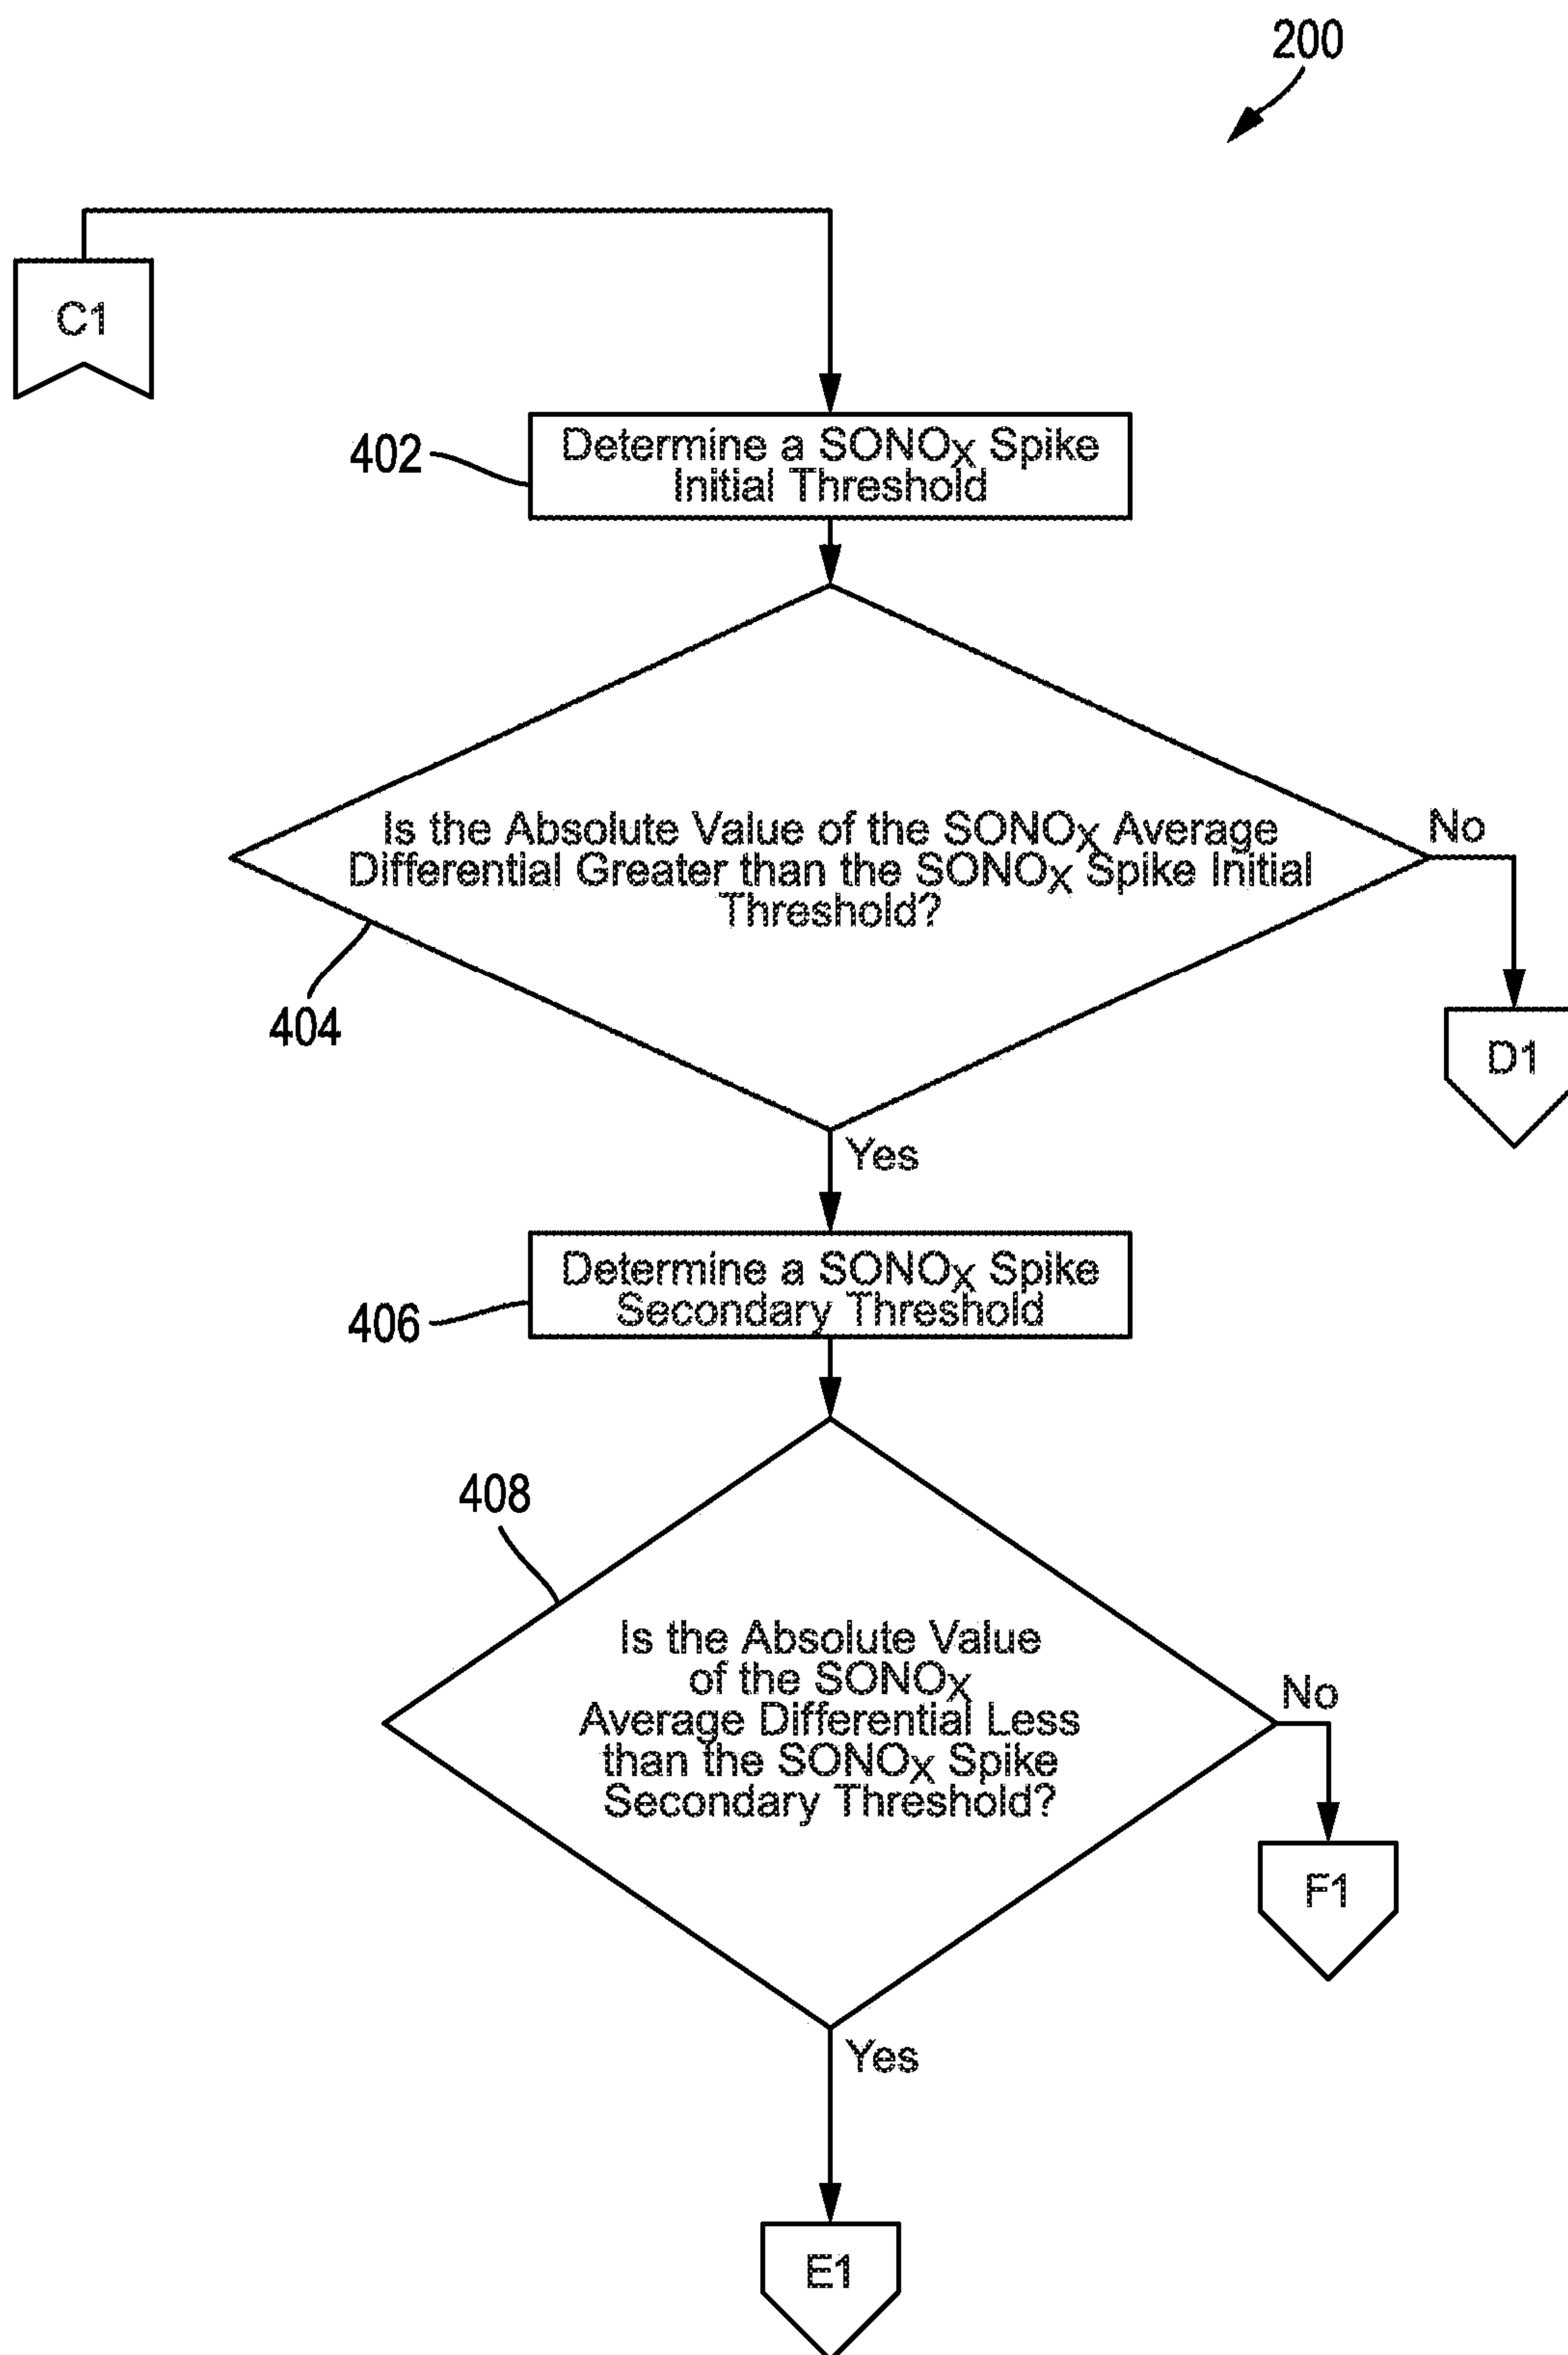 200
C1
402
Determine a SONOX Spike
Initial Threshold
Is the Absolute Value of the SONOX Average
Differential Greater than the SONOX Spike Initial
Threshold?
No
404
D1
Yes
Determine a SONOX Spike
Secondary Threshold
406
408
Is the Absolute Value
of the SONOX
Average Differential Less
than the SONOX Spike
Secondary Threshold?
No
F1
Yes
E1